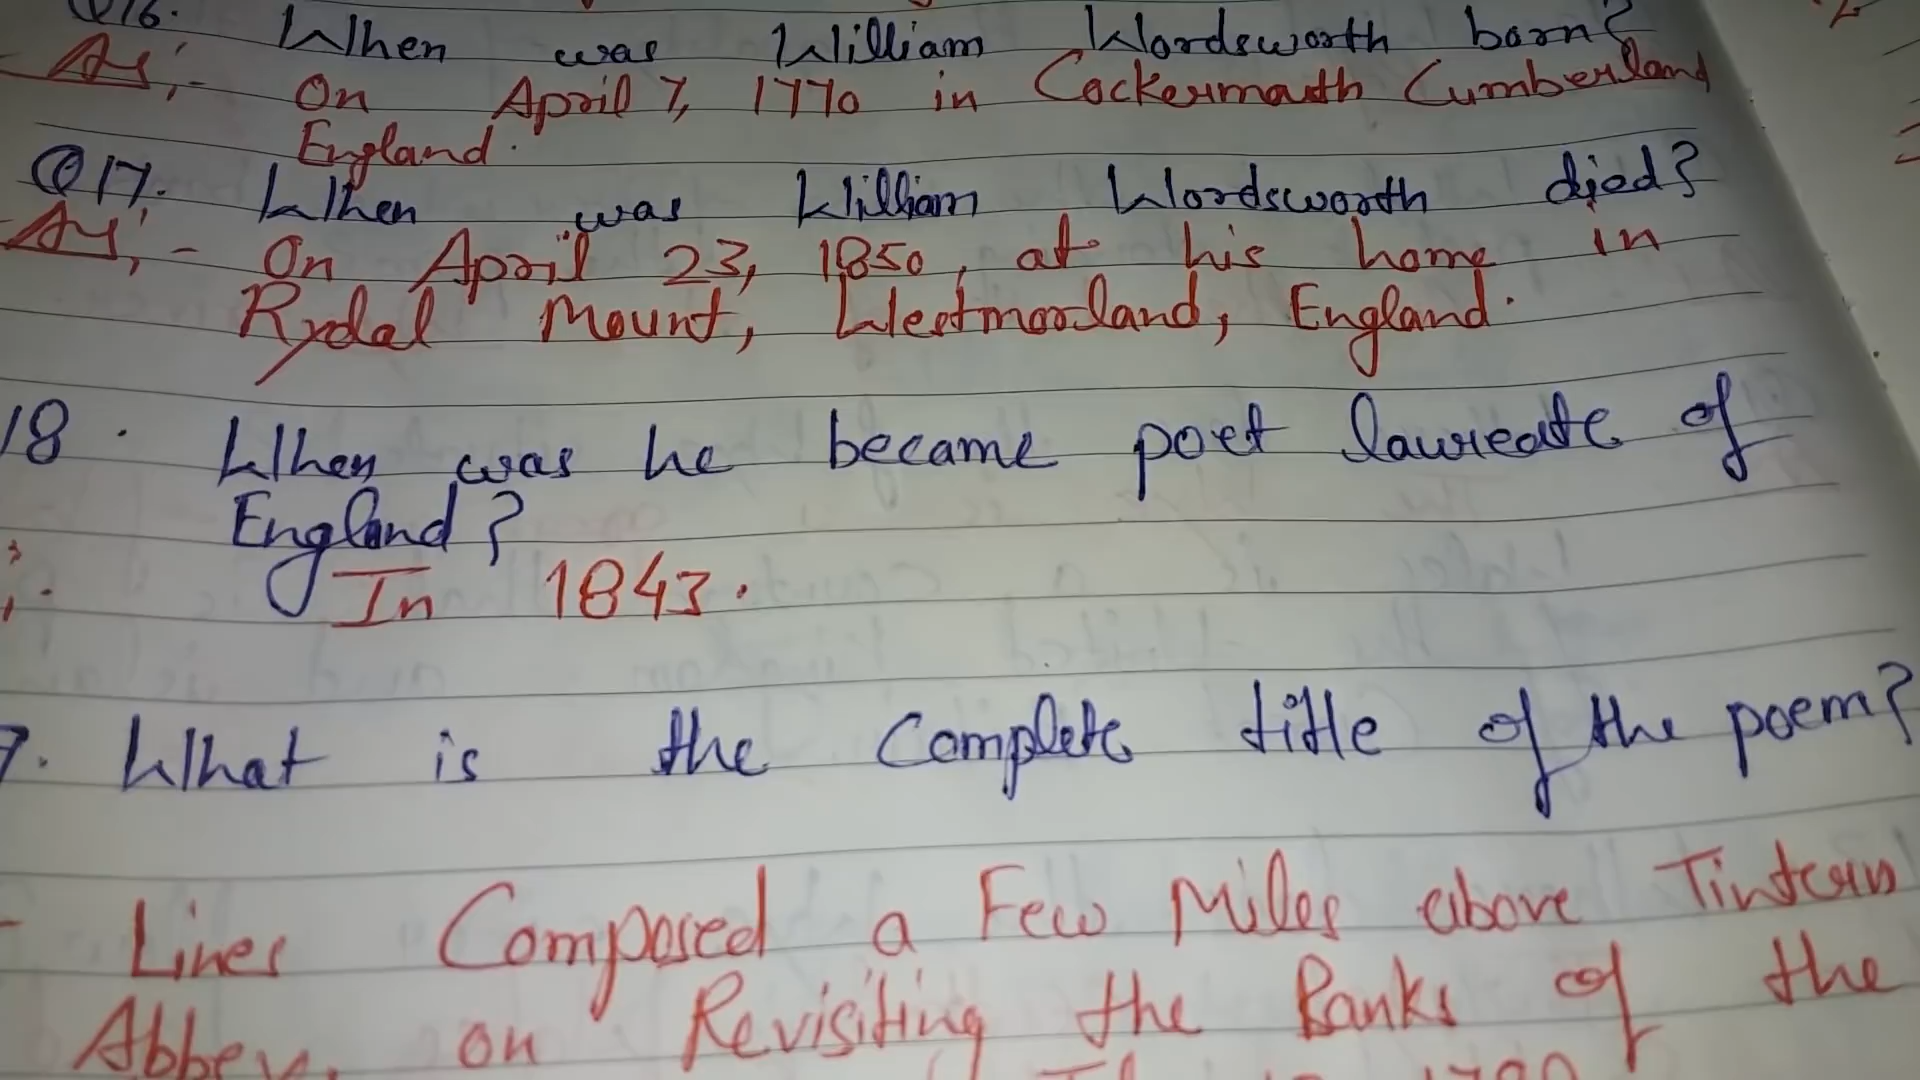 Q16. When was William Wordsworth born?
Ans:- On April 7, 1770 in Cockermouth Cumberland
England.
Q17. When was William Wordsworth died?
Ans:- On April 23, 1850, at his home in
Rydal Mount, Westmorland, England.
18. When was he became poet laureate of
England?
In 1843.
What is the Complete title of the poem?
Lines Composed a Few Miles above Tintern
Abbey, on Revisiting the Banks of the